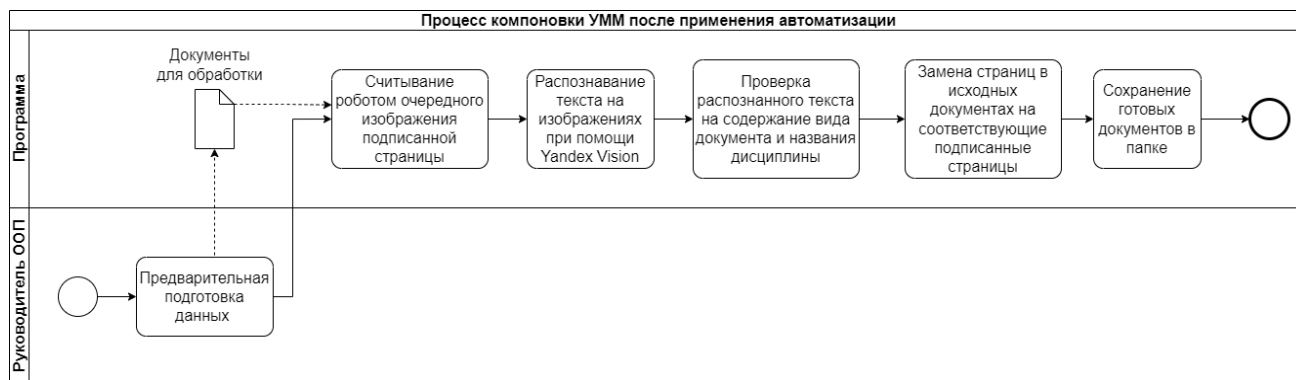 Процесс компоновки УММ после применения автоматизации
Программа
Документы
для обработки
Считывание
роботом очередного
изображения
подписанной
страницы
Распознавание
текста на
изображениях
при помощи
Yandex Vision
Проверка
распознанного текста
на содержание вида
документа и названия
дисциплины
Замена страниц в
исходных
документах на
соответствующие
подписанные
страницы
Сохранение
готовых
документов в
папке
Руководитель ООП
Предварительная
подготовка
данных